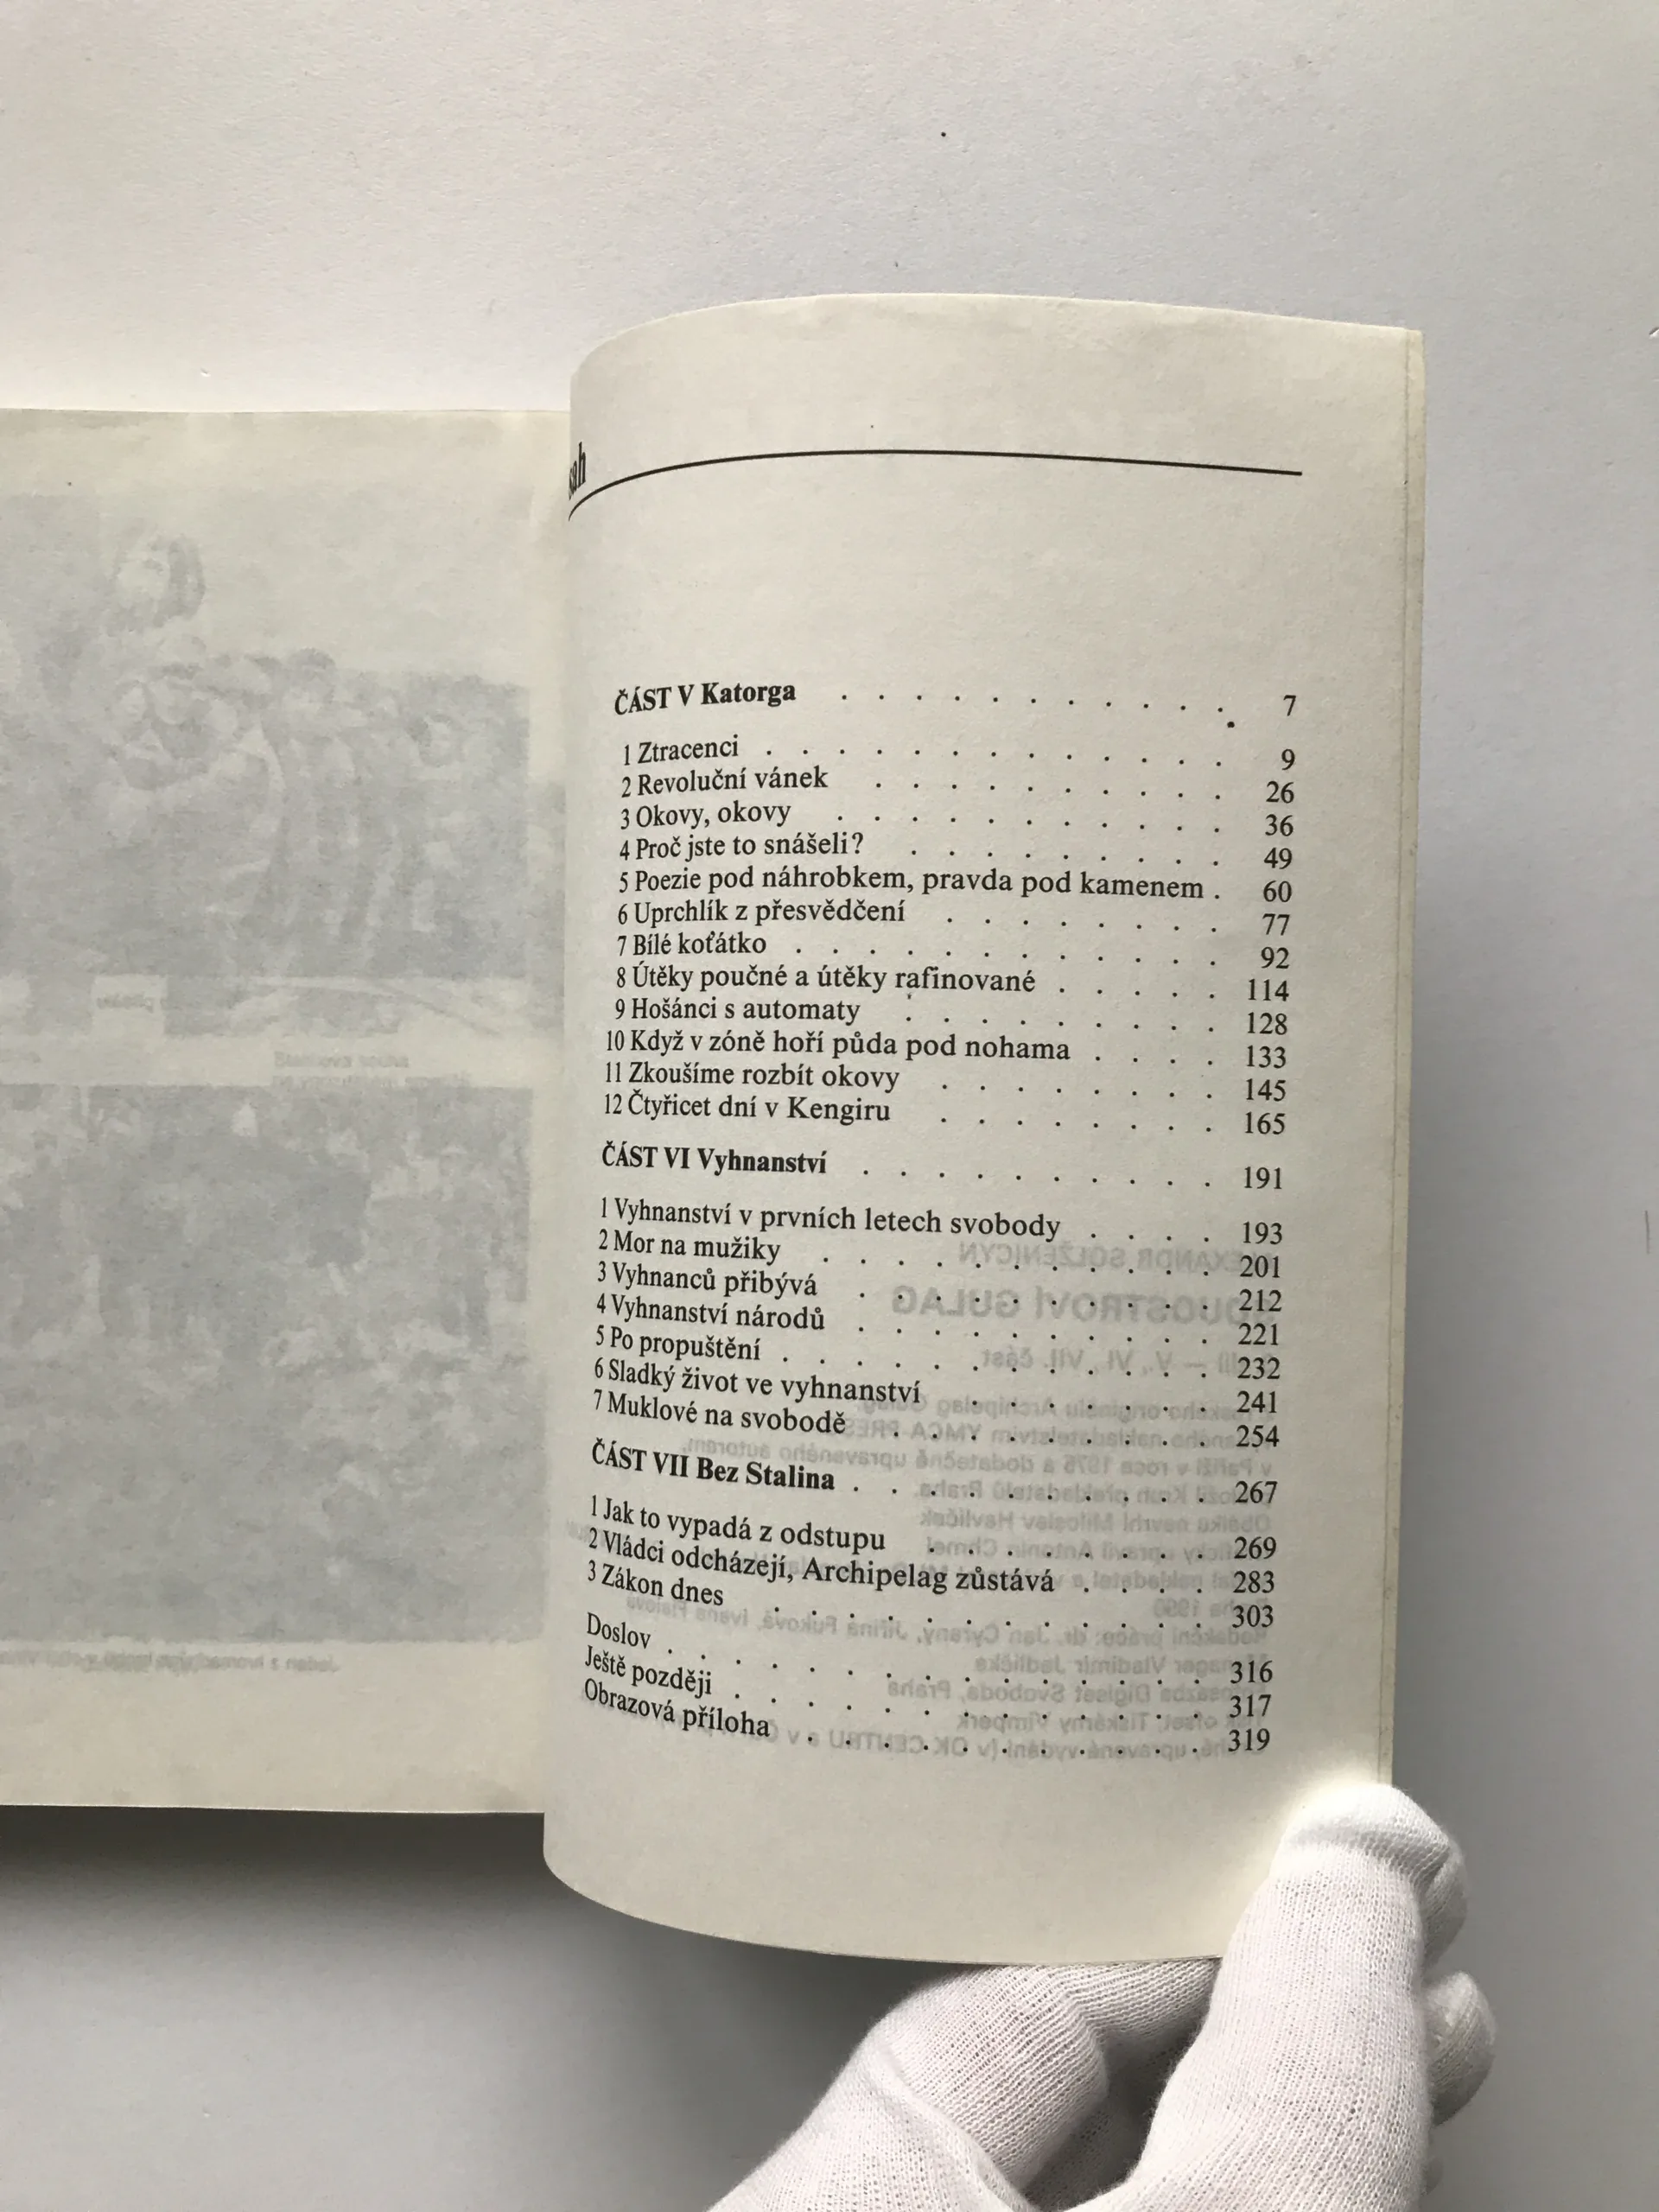 sah
ČÁST V Katorga . . . . . . . . . . . 7
1 Ztracenci . . . . . . . . . . . . . 9
2 Revoluční vánek . . . . . . . . . . 26
3 Okovy, okovy . . . . . . . . . . . 36
4 Proč jste to snášeli? . . . . . . . . . 49
5 Poezie pod náhrobkem, pravda pod kamenem . 60
6 Uprchlík z přesvědčení . . . . . . . . 77
7 Bílé koťátko . . . . . . . . . . . . 92
8 Útěky poučné a útěky rafinované . . . . . 114
9 Hošánci s automaty . . . . . . . . . 128
10 Když v zóně hoří půda pod nohama . . . . 133
11 Zkoušíme rozbít okovy . . . . . . . . 145
12 Čtyřicet dní v Kengiru . . . . . . . . 165
ČÁST VI Vyhnanství . . . . . . . . . . 191
1 Vyhnanství v prvních letech svobody . . . . 193
2 Mor na mužiky . . . . . . . . . . . 201
3 Vyhnanců přibývá . . . . . . . . . . 212
4 Vyhnanství národů . . . . . . . . . . 221
5 Po propuštění . . . . . . . . . . . . 232
6 Sladký život ve vyhnanství . . . . . . . 241
7 Muklové na svobodě . . . . . . . . . 254
ČÁST VII Bez Stalina . . . . . . . . . . 267
1 Jak to vypadá z odstupu . . . . . . . . 269
2 Vládci odcházejí, Archipelag zůstává . . . . 283
3 Zákon dnes . . . . . . . . . . . . 303
Doslov . . . . . . . . . . . . . . . 316
Ještě později . . . . . . . . . . . . . 317
Obrazová příloha . . . . . . . . . . . 319